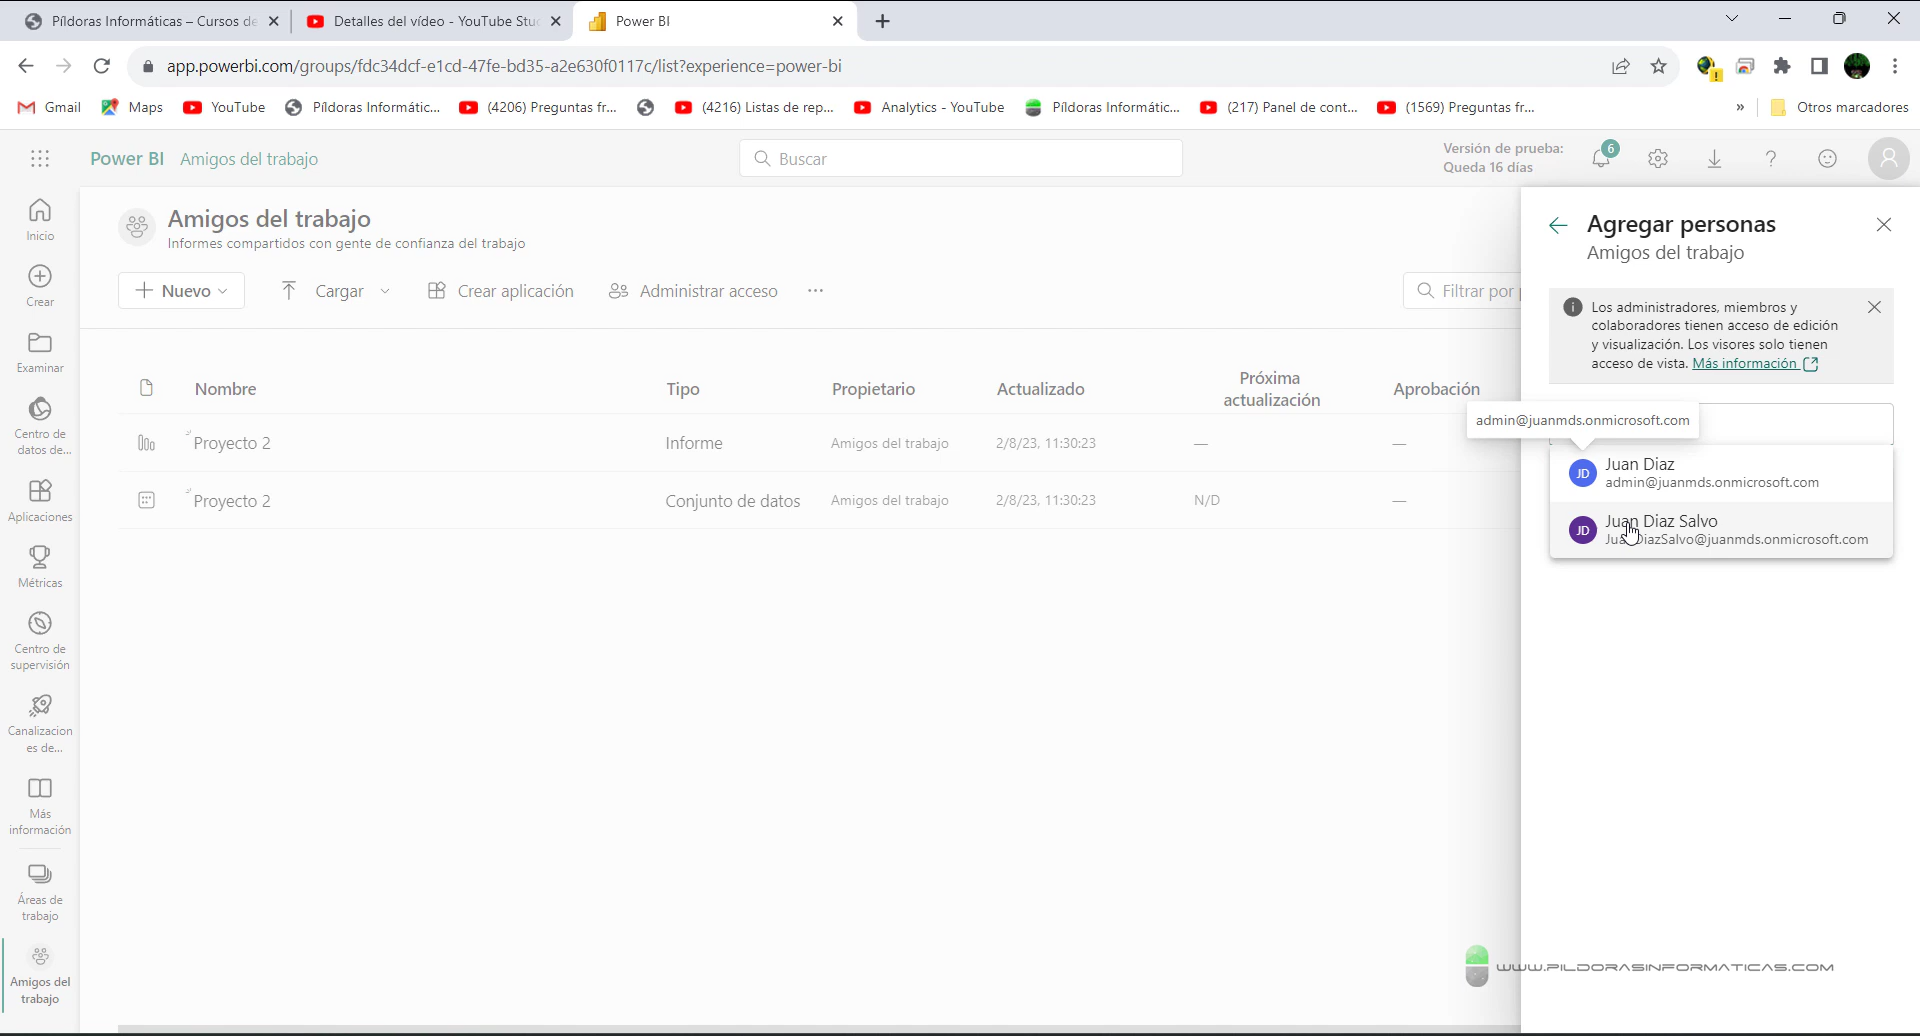 Píldoras Informáticas – Cursos de
Detalles del vídeo - YouTube Stu
Power BI
app.powerbi.com/groups/fdc34dcf-e1cd-47fe-bd35-a2e630f0117c/list?experience=power-bi
Gmail
Maps
YouTube
Píldoras Informátic...
(4206) Preguntas fr...
(4216) Listas de rep...
Analytics - YouTube
Píldoras Informátic...
(217) Panel de cont...
(1569) Preguntas fr...
»
Otros marcadores
Power BI
Amigos del trabajo
Buscar
Versión de prueba:
Queda 16 días
6
Inicio
Crear
Examinar
Centro de
datos de...
Aplicaciones
Métricas
Centro de
supervisión
Canalizacion
es de...
Más
información
Áreas de
trabajo
Amigos del
trabajo
Amigos del trabajo
Informes compartidos con gente de confianza del trabajo
Nuevo
Cargar
Crear aplicación
Administrar acceso
...
Filtrar por
Nombre
Tipo
Propietario
Actualizado
Próxima
actualización
Aprobación
Proyecto 2
Informe
Amigos del trabajo
2/8/23, 11:30:23
—
—
Proyecto 2
Conjunto de datos
Amigos del trabajo
2/8/23, 11:30:23
N/D
—
Agregar personas
Amigos del trabajo
Los administradores, miembros y
colaboradores tienen acceso de edición
y visualización. Los visores solo tienen
acceso de vista. Más información
admin@juanmds.onmicrosoft.com
JD
Juan Diaz
admin@juanmds.onmicrosoft.com
JD
Juan Diaz Salvo
JuanDiazSalvo@juanmds.onmicrosoft.com
WWW.PILDORASINFORMATICAS.COM